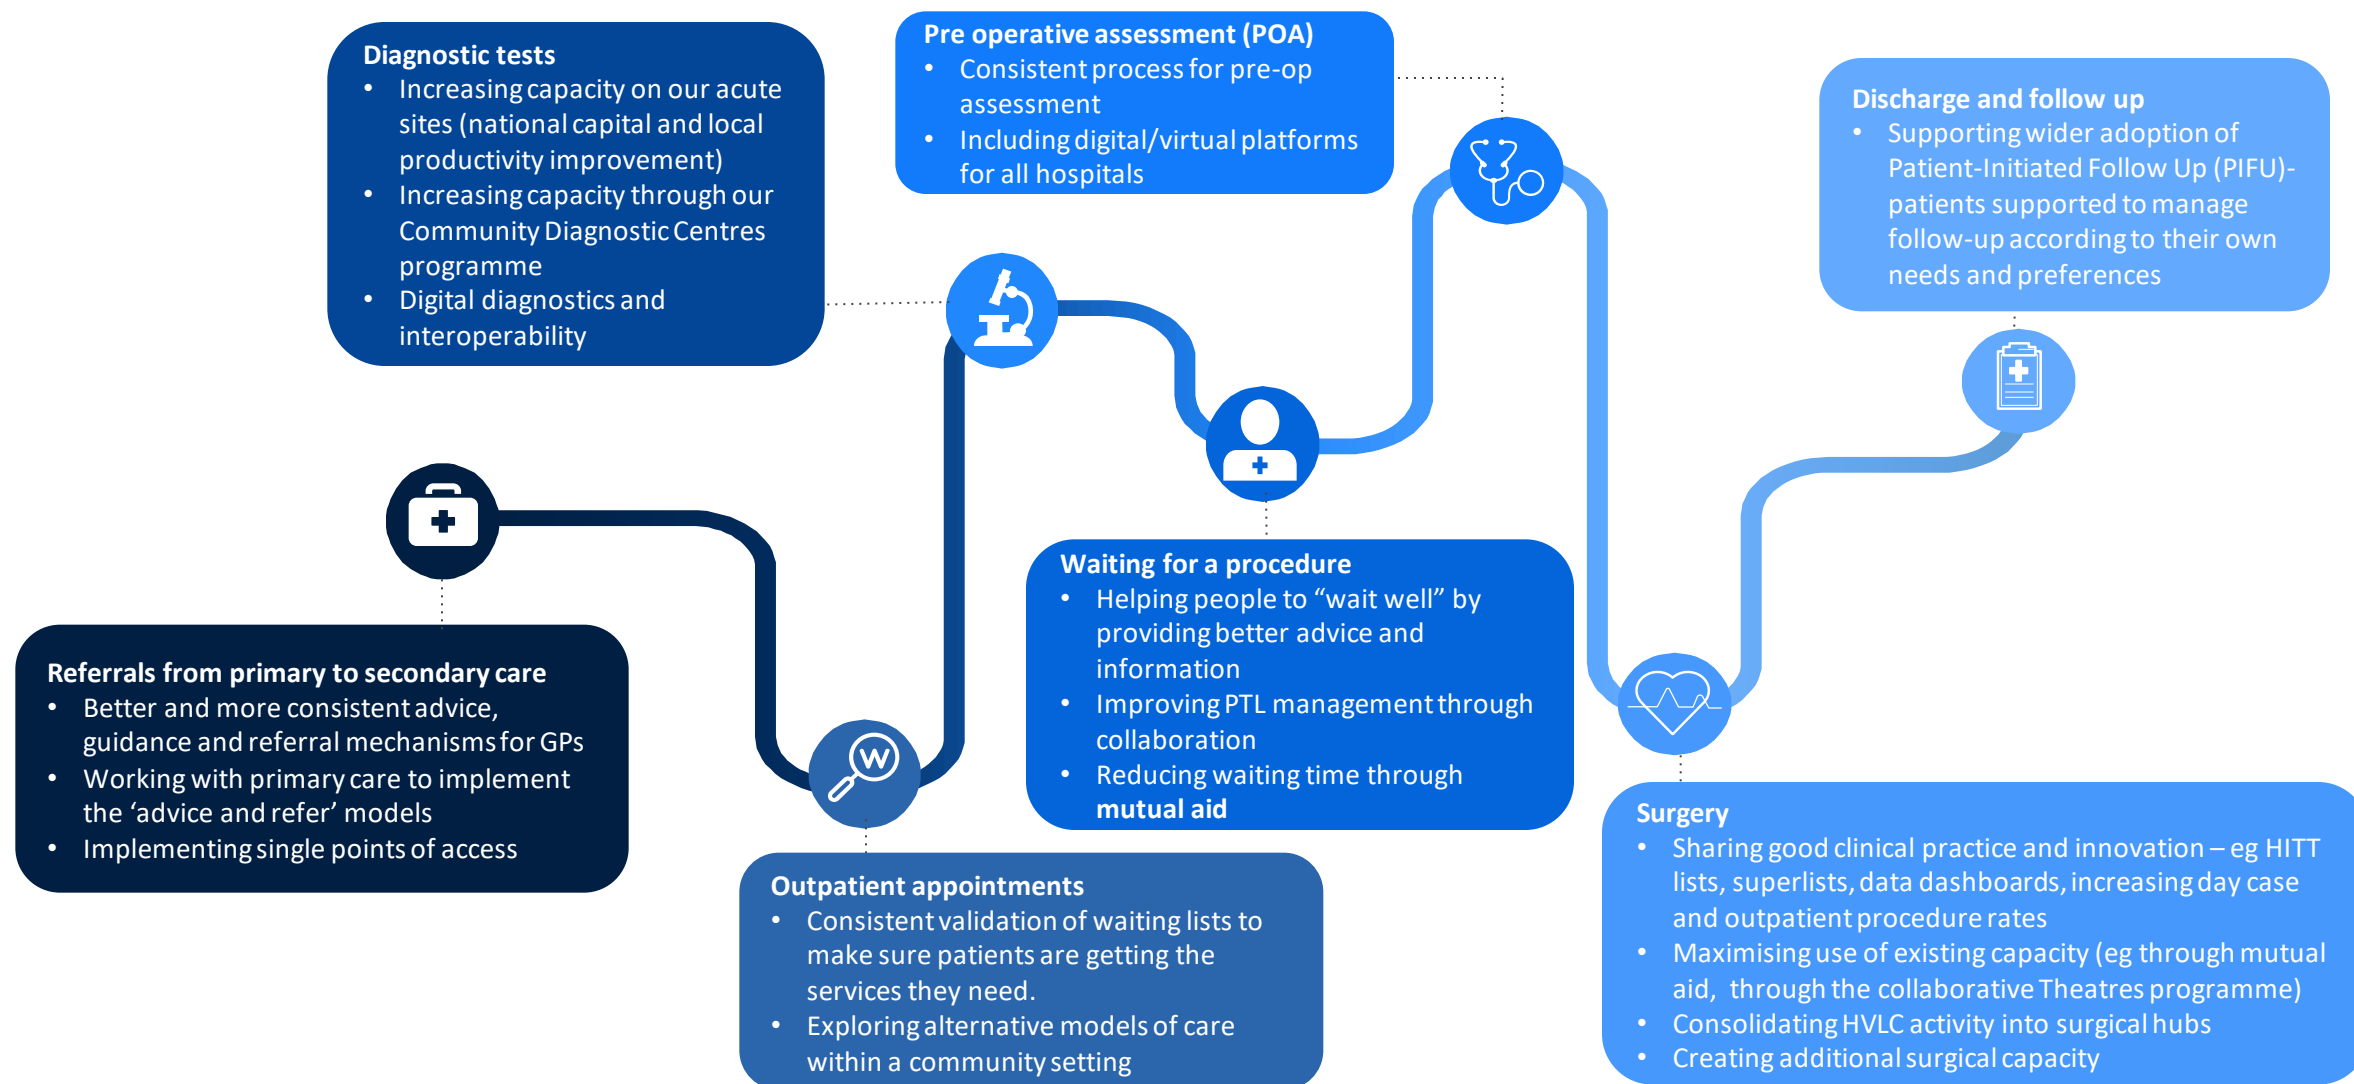 Referrals from primary to secondary care
• Better and more consistent advice,
guidance and referral mechanisms for GPs
• Working with primary care to implement
the ‘advice and refer’ models
• Implementing single points of access
W
Outpatient appointments
• Consistent validation of waiting lists to
make sure patients are getting the
services they need.
• Exploring alternative models of care
within a community setting
Diagnostic tests
• Increasing capacity on our acute
sites (national capital and local
productivity improvement)
• Increasing capacity through our
Community Diagnostic Centres
programme
• Digital diagnostics and
interoperability
Waiting for a procedure
• Helping people to “wait well” by
providing better advice and
information
• Improving PTL management through
collaboration
• Reducing waiting time through
mutual aid
Pre operative assessment (POA)
• Consistent process for pre-op
assessment
• Including digital/virtual platforms
for all hospitals
Surgery
• Sharing good clinical practice and innovation – eg HITT
lists, superlists, data dashboards, increasing day case
and outpatient procedure rates
• Maximising use of existing capacity (eg through mutual
aid, through the collaborative Theatres programme)
• Consolidating HVLC activity into surgical hubs
• Creating additional surgical capacity
Discharge and follow up
• Supporting wider adoption of
Patient-Initiated Follow Up (PIFU)-
patients supported to manage
follow-up according to their own
needs and preferences